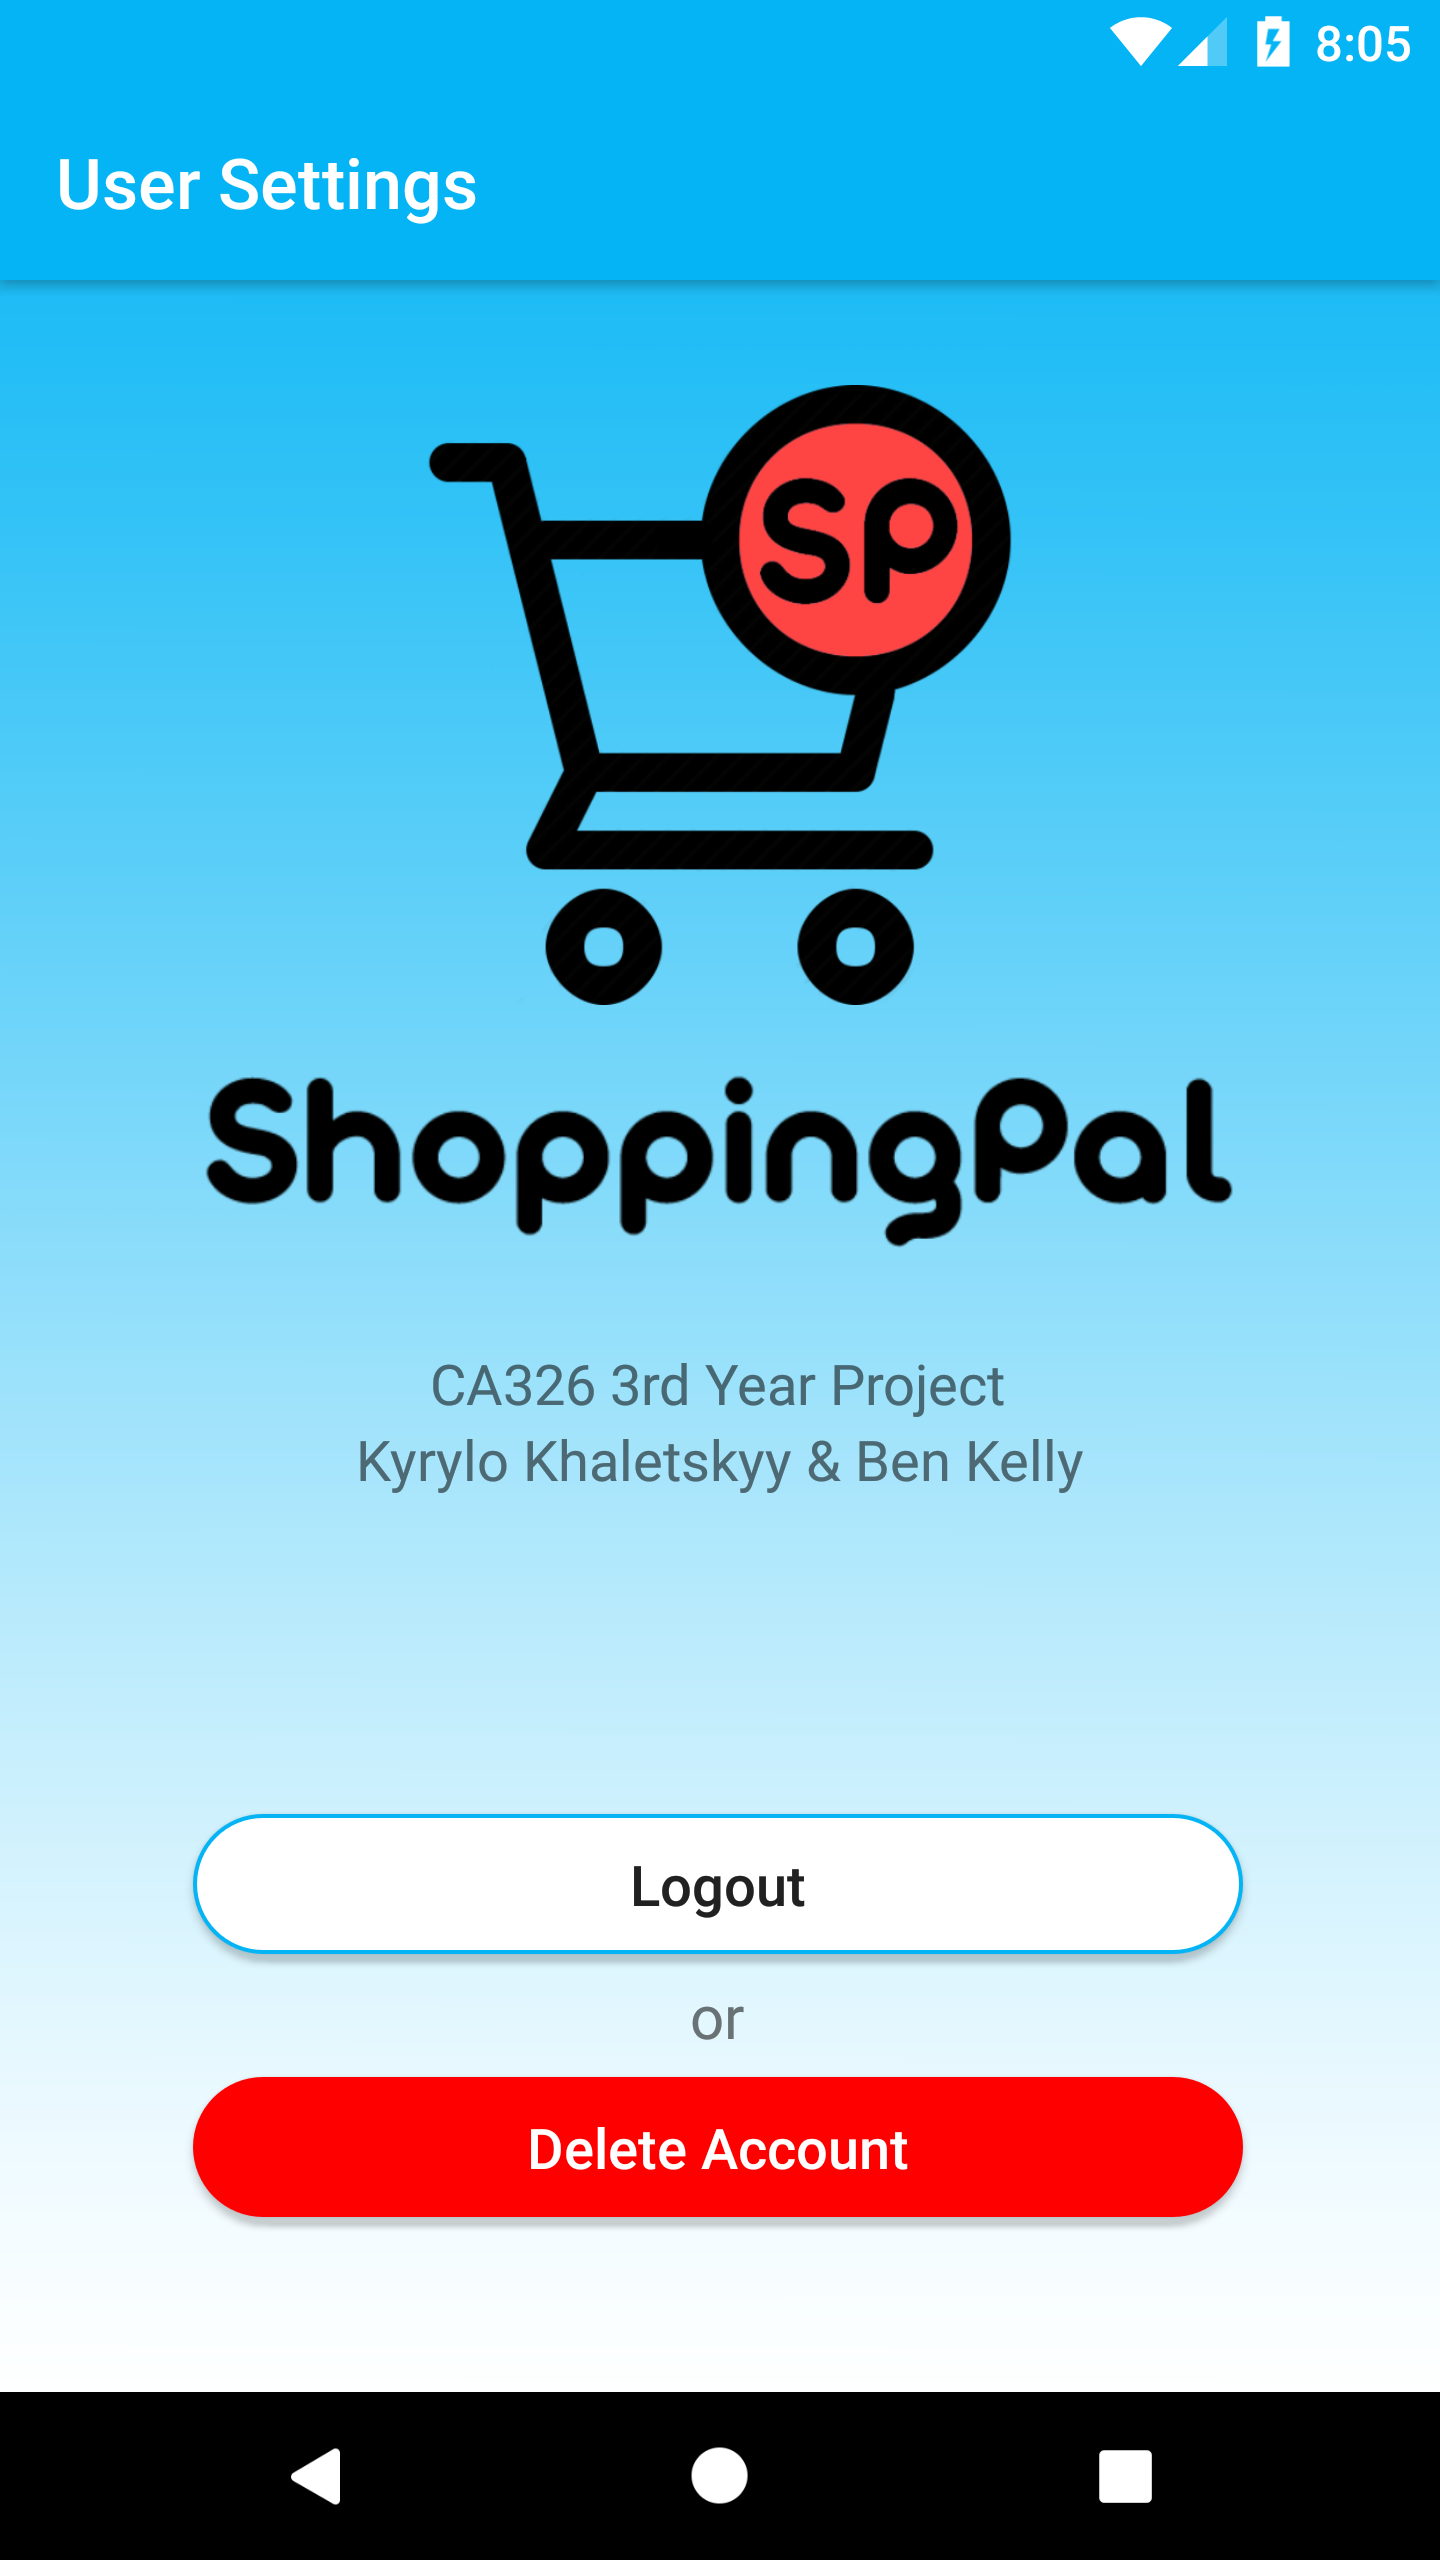 8:05
User Settings
SP
ShoppingPal
CA326 3rd Year Project
Kyrylo Khaletskyy & Ben Kelly
Logout
or
Delete Account